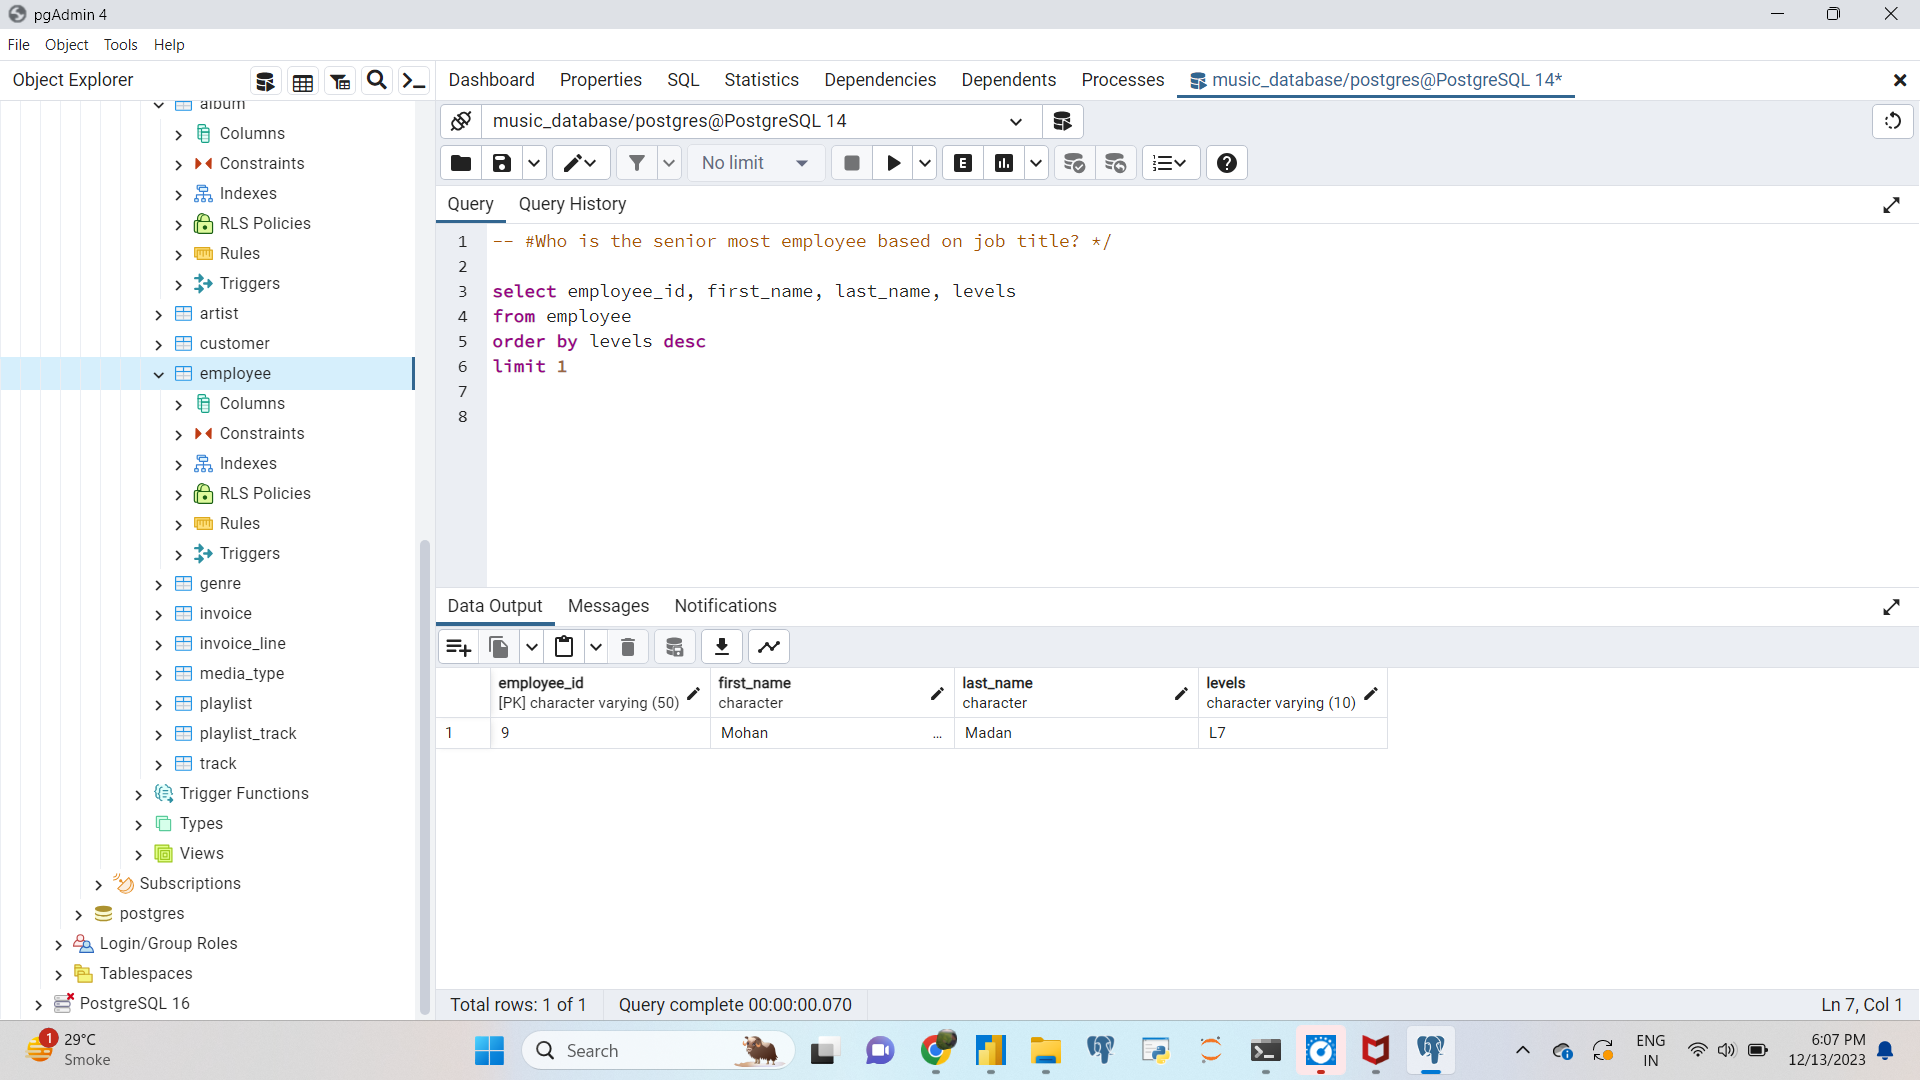 pgAdmin 4
File Object Tools Help
Object Explorer
Dashboard Properties SQL Statistics Dependencies Dependents Processes music_database/postgres@PostgreSQL 14*
album
Columns
Constraints
Indexes
RLS Policies
Rules
Triggers
artist
customer
employee
Columns
Constraints
Indexes
RLS Policies
Rules
Triggers
genre
invoice
invoice_line
media_type
playlist
playlist_track
track
Trigger Functions
Types
Views
Subscriptions
postgres
Login/Group Roles
Tablespaces
PostgreSQL 16
music_database/postgres@PostgreSQL 14
No limit E
Query Query History
1 -- #Who is the senior most employee based on job title? */
2
3 select employee_id, first_name, last_name, levels
4 from employee
5 order by levels desc
6 limit 1
7
8
Data Output Messages Notifications
employee_id first_name last_name levels
[PK] character varying (50) character character character varying (10)
1 9 Mohan ... Madan L7
Total rows: 1 of 1 Query complete 00:00:00.070 Ln 7, Col 1
1 29°C
Smoke
Search
ENG
IN
6:07 PM
12/13/2023